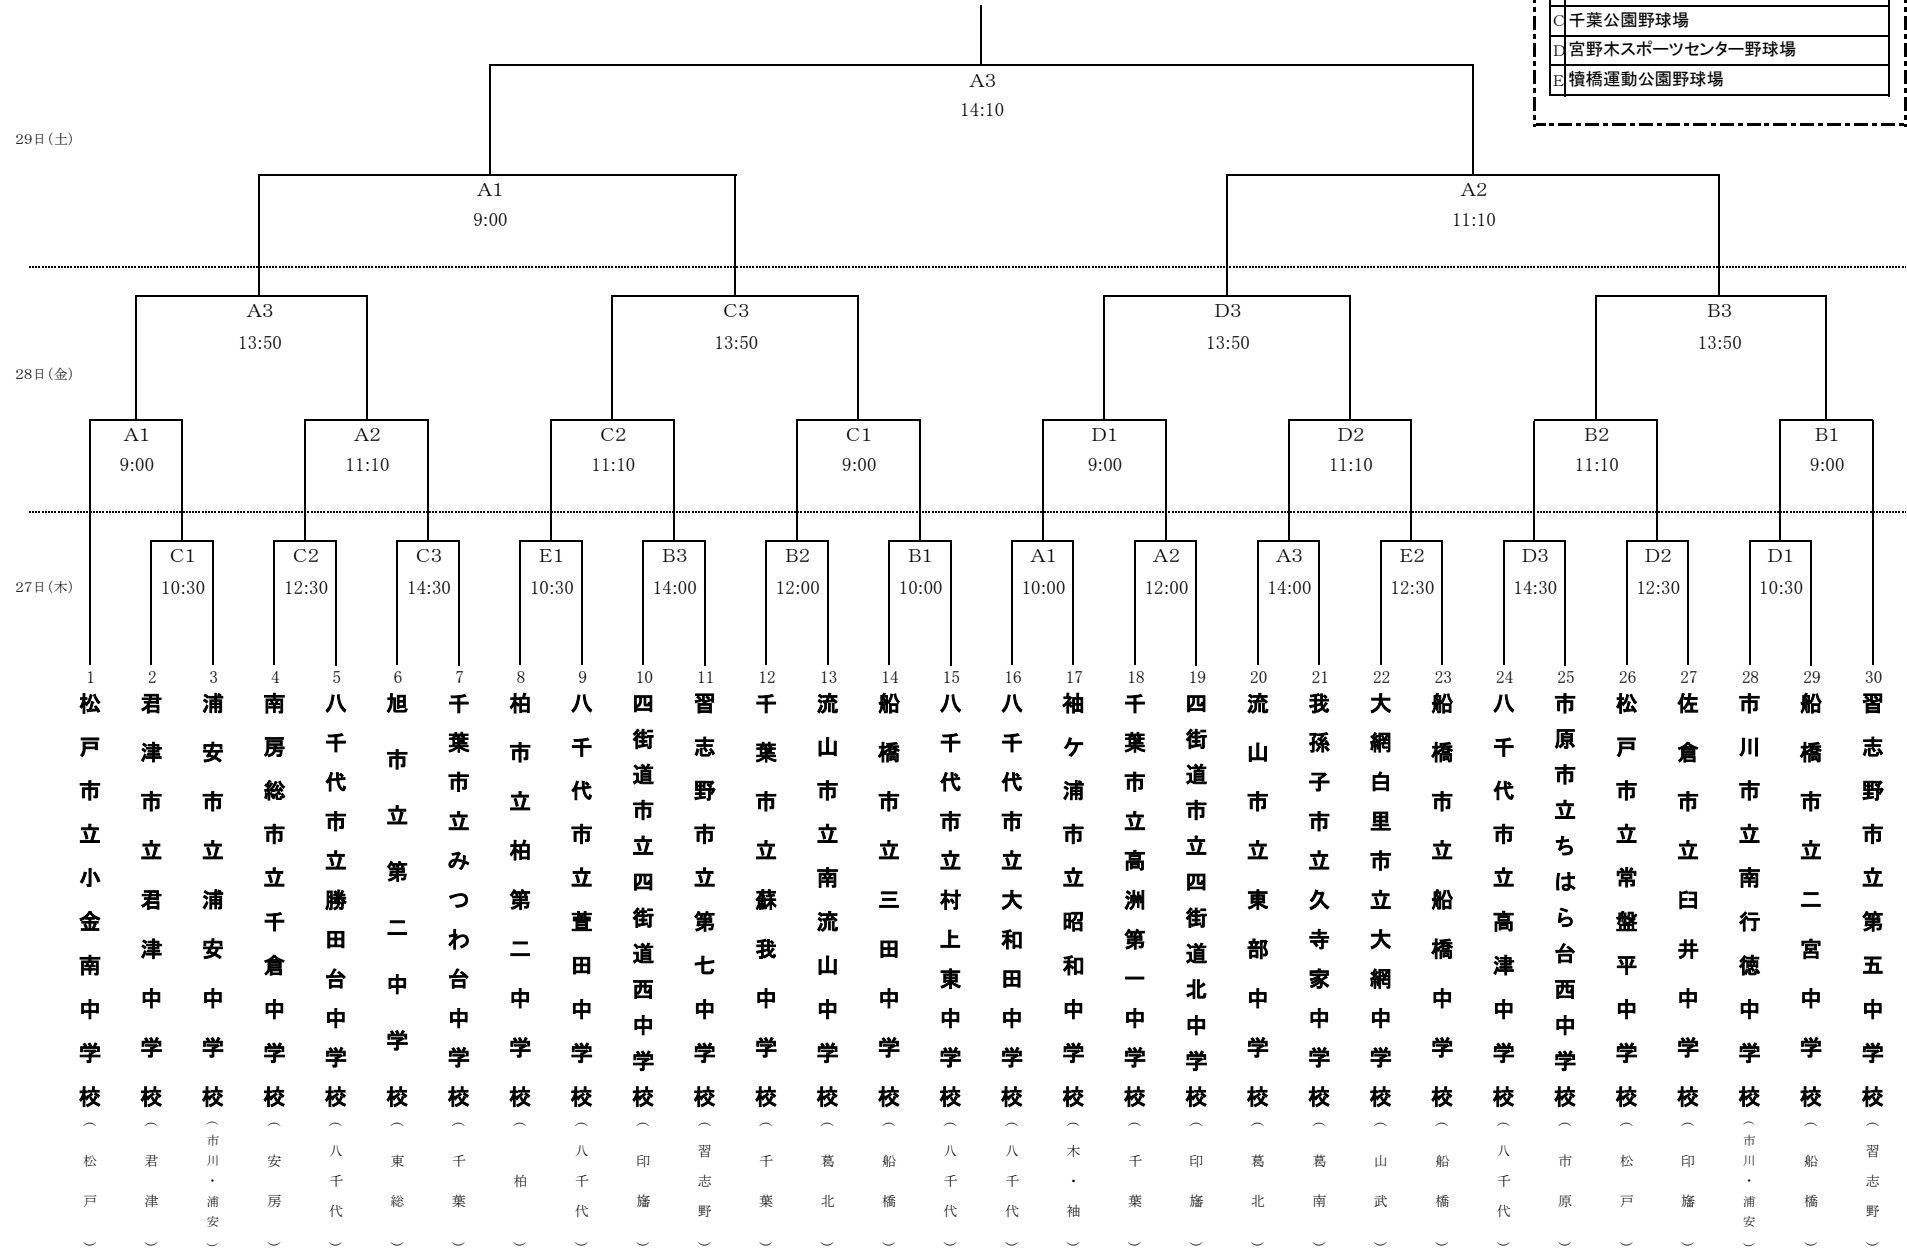 C 千葉公園野球場
D 宮野木スポーツセンター野球場
E 犢橋運動公園野球場
A3
14:10
29日(土)
A1 A2
9:00 11:10
A3 C3 D3 B3
13:50 13:50 13:50 13:50
28日(金)
A1 A2 C2 C1 D1 D2 B2 B1
9:00 11:10 11:10 9:00 9:00 11:10 11:10 9:00
C1 C2 C3 E1 B3 B2 B1 A1 A2 A3 E2 D3 D2 D1
27日(木) 10:30 12:30 14:30 10:30 14:00 12:00 10:00 10:00 12:00 14:00 12:30 14:30 12:30 10:30
1 松戸市立小金南中学校(松戸)
2 君津市立君津中学校(君津)
3 浦安市立浦安中学校(市川・浦安)
4 南房総市立千倉中学校(安房)
5 八千代市立勝田台中学校(八千代)
6 旭市立第二中学校(東総)
7 千葉市立みつわ台中学校(千葉)
8 柏市立柏第二中学校(柏)
9 八千代市立萱田中学校(八千代)
10 四街道市立四街道西中学校(印旛)
11 習志野市立第七中学校(習志野)
12 千葉市立蘇我中学校(千葉)
13 流山市立南流山中学校(葛北)
14 船橋市立三田中学校(船橋)
15 八千代市立村上東中学校(八千代)
16 八千代市立大和田中学校(八千代)
17 袖ケ浦市立昭和中学校(木・袖)
18 千葉市立高洲第一中学校(千葉)
19 四街道市立四街道北中学校(印旛)
20 流山市立東部中学校(葛北)
21 我孫子市立久寺家中学校(葛南)
22 大網白里市立大網中学校(山武)
23 船橋市立船橋中学校(船橋)
24 八千代市立高津中学校(八千代)
25 市原市立ちはら台西中学校(市原)
26 松戸市立常盤平中学校(松戸)
27 佐倉市立臼井中学校(印旛)
28 市川市立南行徳中学校(市川・浦安)
29 船橋市立二宮中学校(船橋)
30 習志野市立第五中学校(習志野)